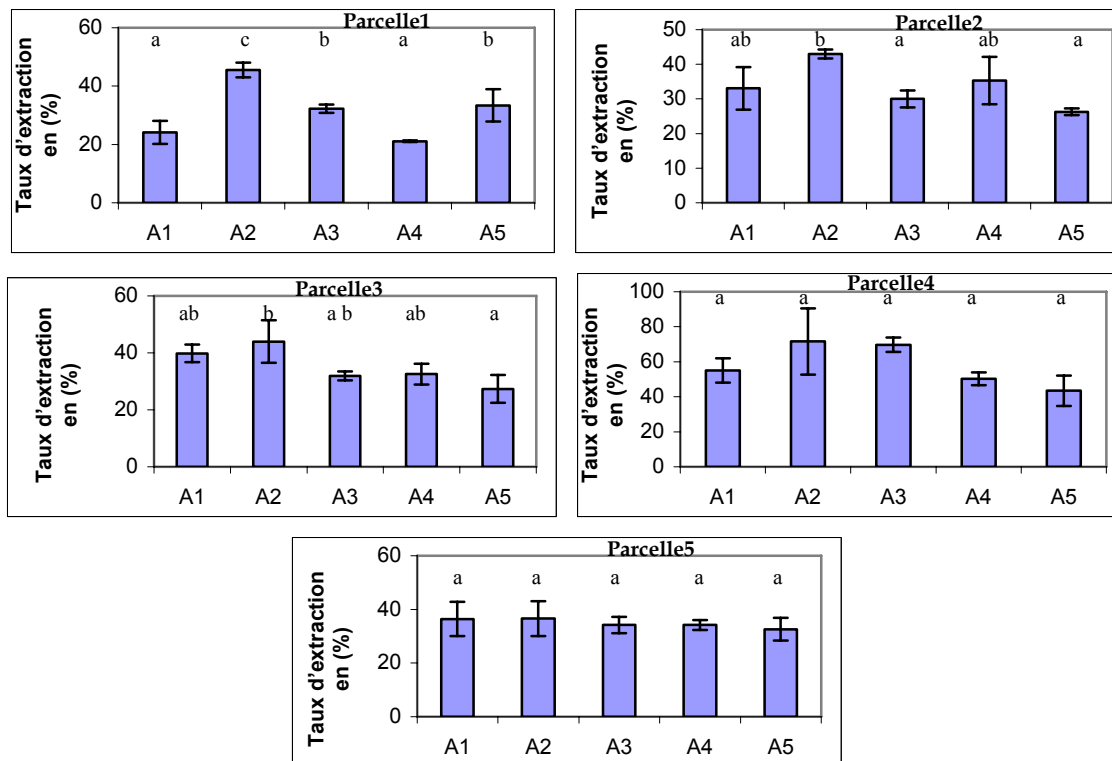 Parcelle1
Taux d'extraction
en (%)
60
40
20
0
a c b a b
A1 A2 A3 A4 A5
Parcelle2
Taux d'extraction
en (%)
50
40
30
20
10
0
ab b a ab a
A1 A2 A3 A4 A5
Parcelle3
Taux d'extraction
en (%)
60
40
20
0
ab b a b ab a
A1 A2 A3 A4 A5
Parcelle4
Taux d'extraction
en (%)
100
80
60
40
20
0
a a a a a
A1 A2 A3 A4 A5
Parcelle5
Taux d'extraction
en (%)
60
40
20
0
a a a a a
A1 A2 A3 A4 A5